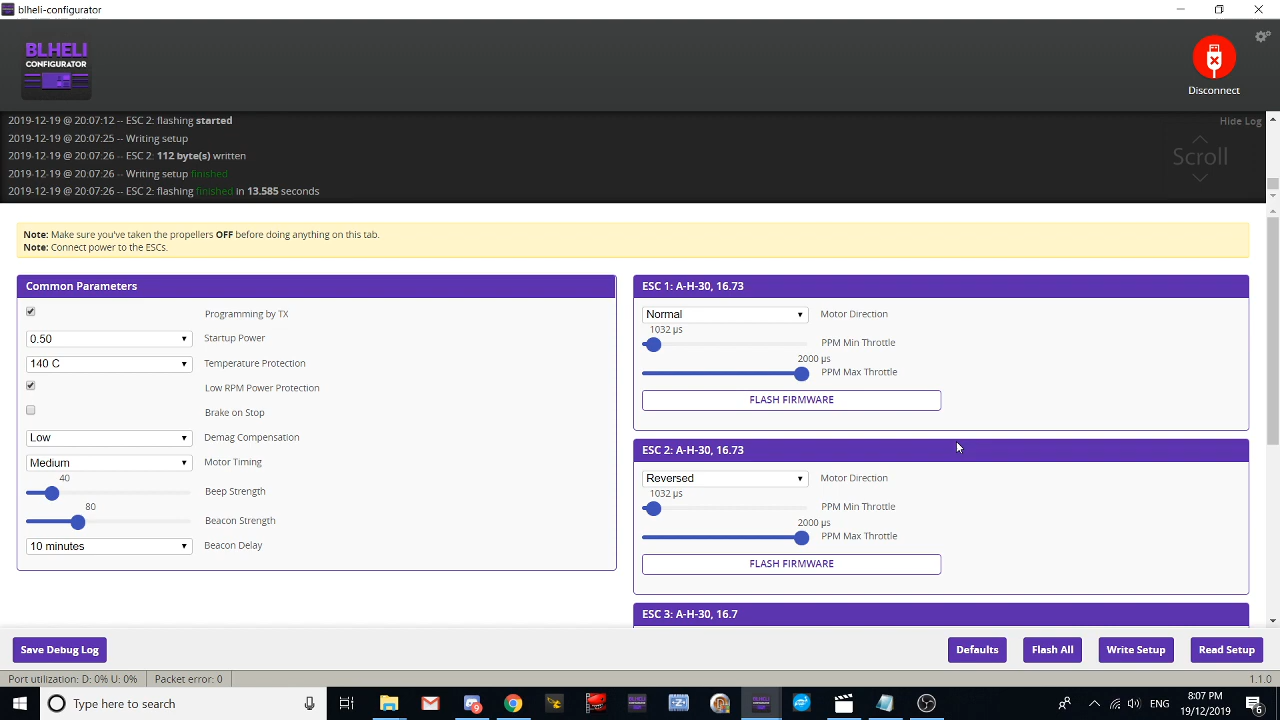 blheli-configurator
BLHELI
CONFIGURATOR
Disconnect
2019-12-19 @ 20:07:12 -- ESC 2: flashing started
Hide Log
2019-12-19 @ 20:07:25 -- Writing setup
2019-12-19 @ 20:07:26 -- ESC 2: 112 byte(s) written
Scroll
2019-12-19 @ 20:07:26 -- Writing setup finished
2019-12-19 @ 20:07:26 -- ESC 2: flashing finished in 13.585 seconds
Note: Make sure you've taken the propellers OFF before doing anything on this tab.
Note: Connect power to the ESCs.
Common Parameters
Programming by TX
0.50 Startup Power
140 C Temperature Protection
Low RPM Power Protection
Brake on Stop
Low Demag Compensation
Medium Motor Timing
40
Beep Strength
80
Beacon Strength
10 minutes Beacon Delay
ESC 1: A-H-30, 16.73
Normal Motor Direction
1032 µs
PPM Min Throttle
2000 µs
PPM Max Throttle
FLASH FIRMWARE
ESC 2: A-H-30, 16.73
Reversed Motor Direction
1032 µs
PPM Min Throttle
2000 µs
PPM Max Throttle
FLASH FIRMWARE
ESC 3: A-H-30, 16.7
Save Debug Log Defaults Flash All Write Setup Read Setup
Port utilization: D: 0% U: 0% Packet error: 0 1.1.0
Type here to search
ENG
8:07 PM
19/12/2019
6